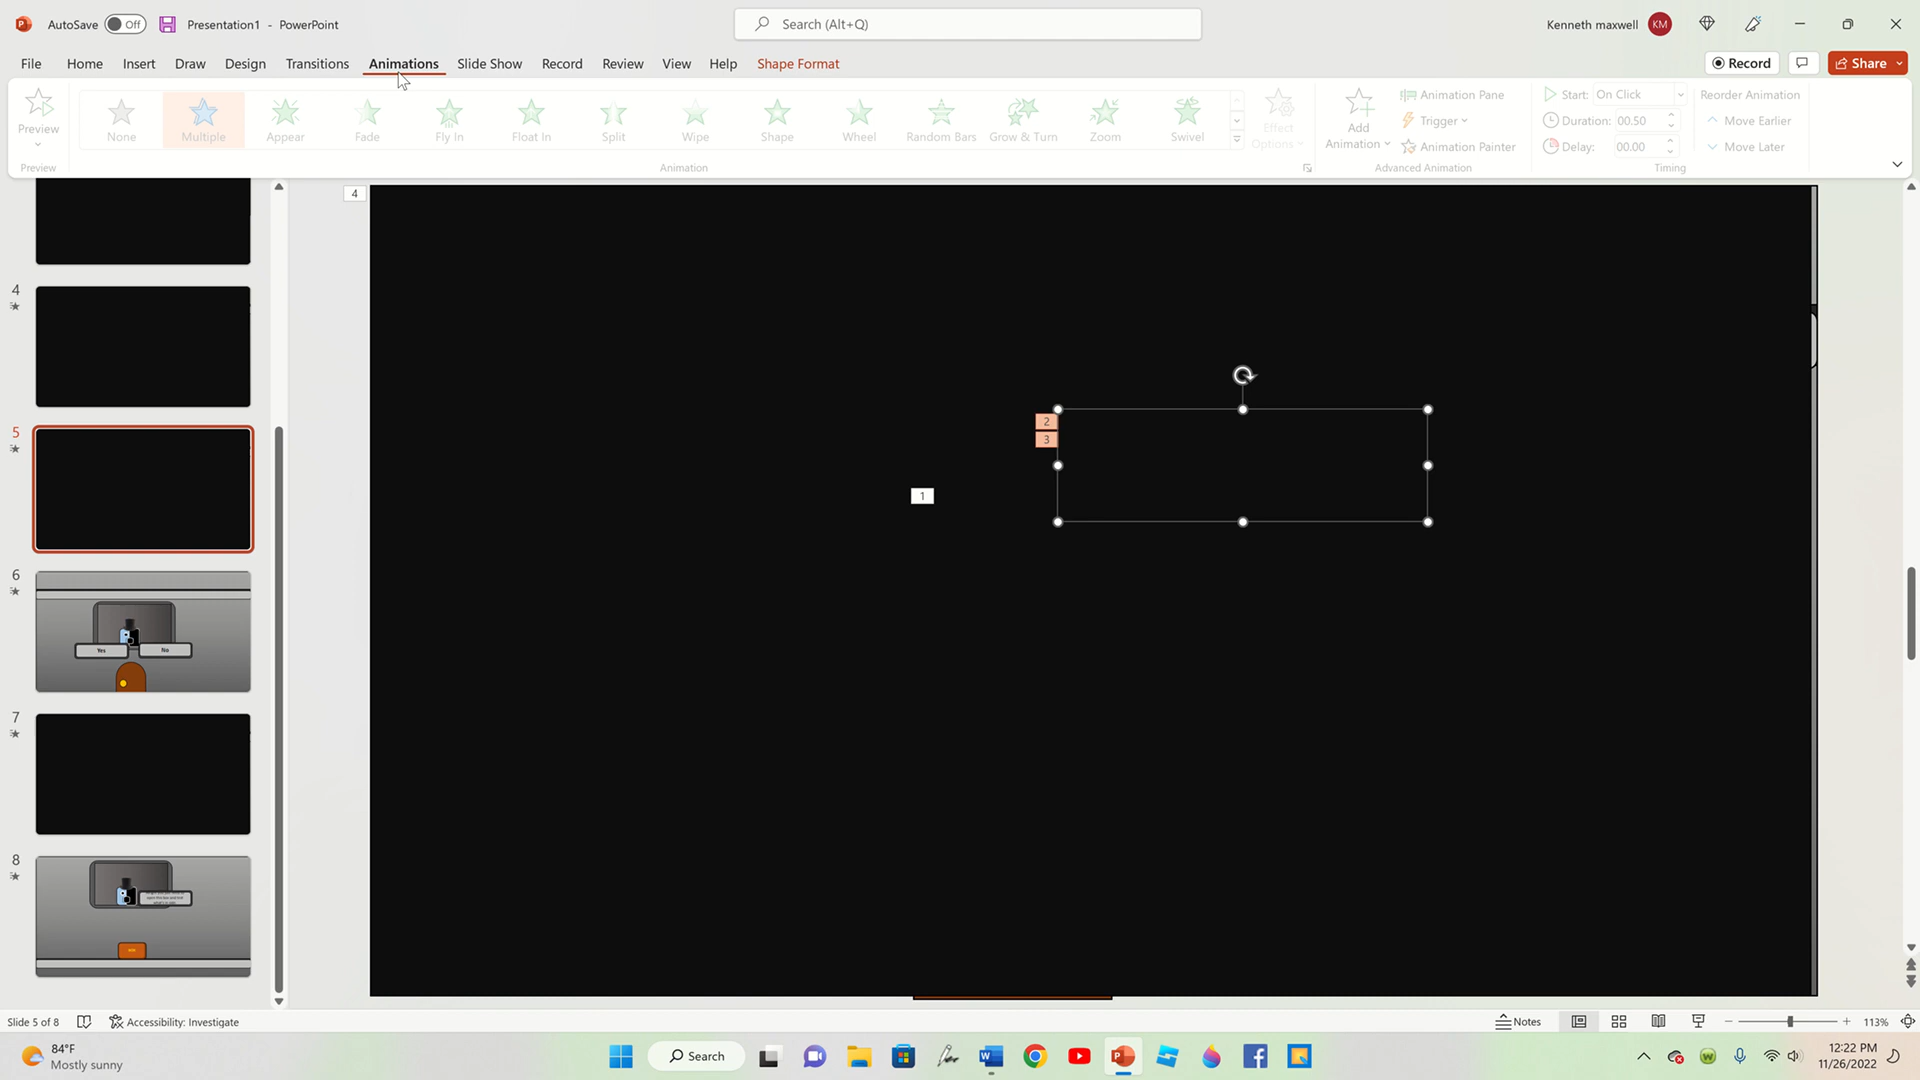 AutoSave Off Presentation1 - PowerPoint Search (Alt+Q) Kenneth maxwell KM
File Home Insert Draw Design Transitions Animations Slide Show Record Review View Help Shape Format Record Share
Preview None Multiple Appear Fade Fly In Float In Split Wipe Shape Wheel Random Bars Grow & Turn Zoom Swivel Effect Options Add Animation
Animation Pane Start: On Click Reorder Animation
Trigger Duration: 00.50 Move Earlier
Animation Painter Delay: 00.00 Move Later
Preview Animation Advanced Animation Timing
4
4
2
3
5
1
6
Yes No
7
8
Slide 5 of 8 Accessibility: Investigate Notes 113%
84°F
Mostly sunny
Search
12:22 PM
11/26/2022